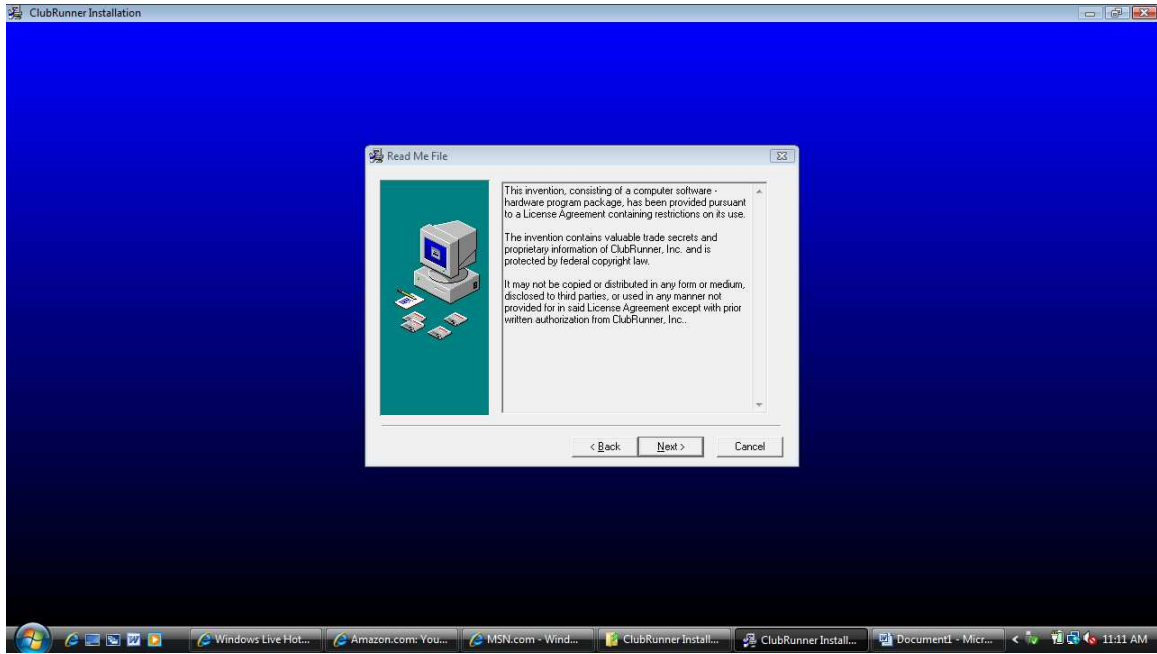 ClubRunner Installation
Read Me File
This invention, consisting of a computer software -
hardware program package, has been provided pursuant
to a License Agreement containing restrictions on its use.
The invention contains valuable trade secrets and
proprietary information of ClubRunner, Inc. and is
protected by federal copyright law.
It may not be copied or distributed in any form or medium,
disclosed to third parties, or used in any manner not
provided for in said License Agreement except with prior
written authorization from ClubRunner, Inc..
< Back Next > Cancel
Windows Live Hot... Amazon.com: You... MSN.com - Wind... ClubRunner Install... ClubRunner Install... Document1 - Micr... 11:11 AM